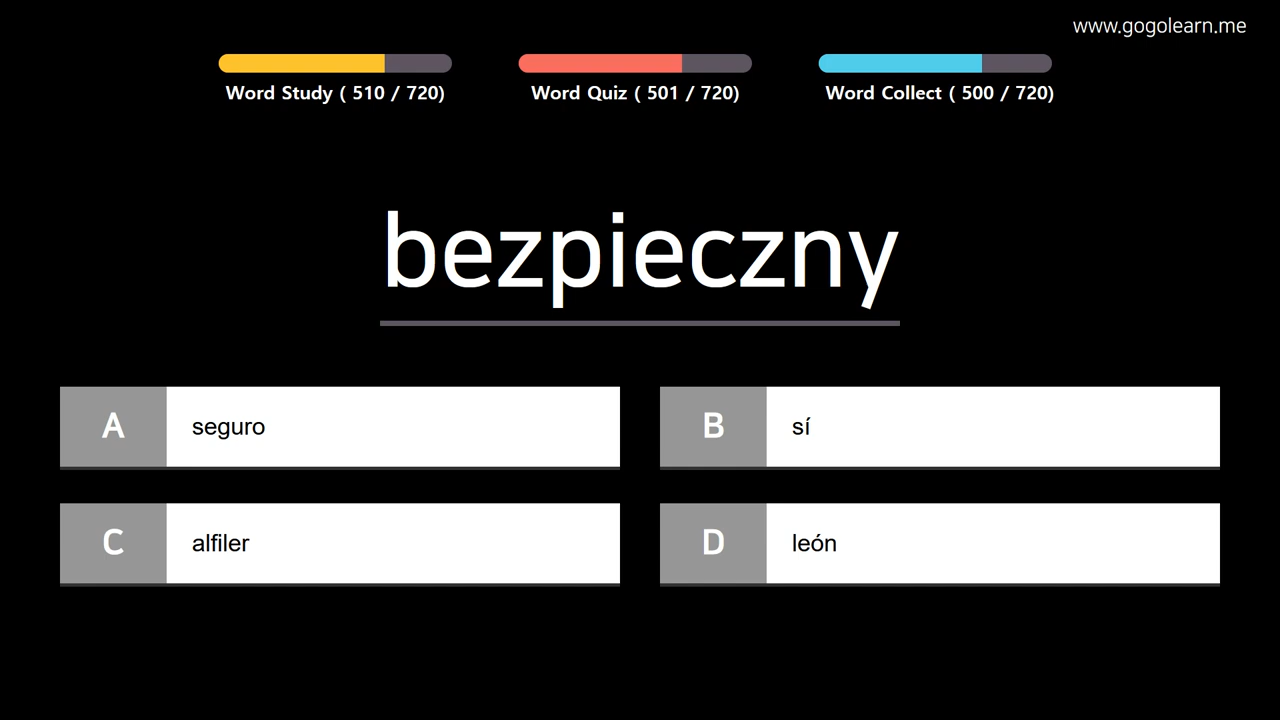 www.gogolearn.me
Word Study ( 510 / 720)
Word Quiz ( 501 / 720)
Word Collect ( 500 / 720)
bezpieczny
A
seguro
B
sí
C
alfiler
D
león